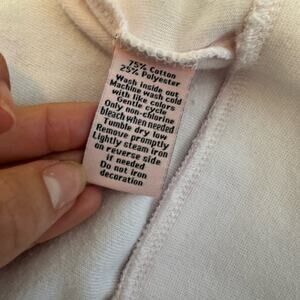 75% Cotton
25% Polyester
Wash inside out
Machine wash cold
with like colors
Gentle cycle
Only non-chlorine
bleach when needed
Tumble dry low
Remove promptly
Lightly steam iron
on reverse side
if needed
Do not iron
decoration